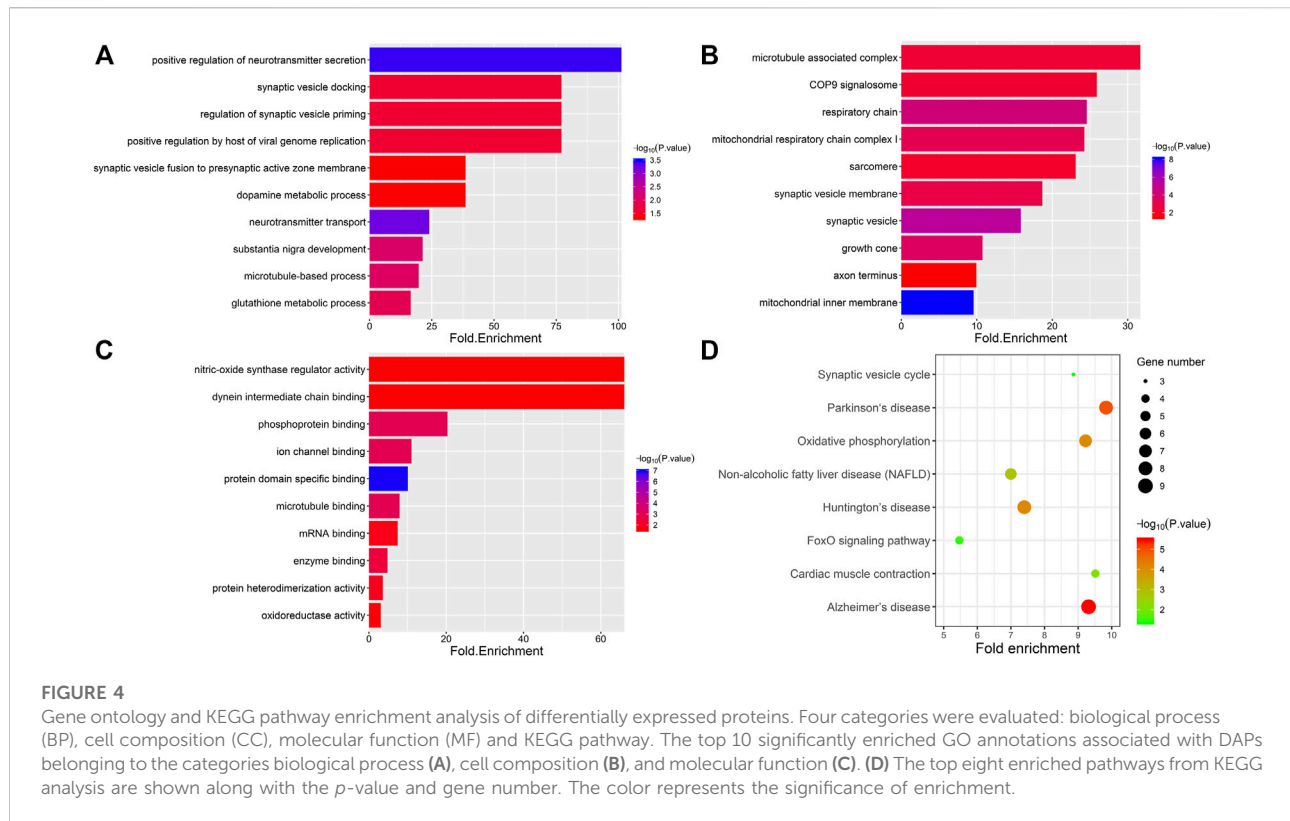 A
positive regulation of neurotransmitter secretion
synaptic vesicle docking
regulation of synaptic vesicle priming
positive regulation by host of viral genome replication
synaptic vesicle fusion to presynaptic active zone membrane
dopamine metabolic process
neurotransmitter transport
substantia nigra development
microtubule-based process
glutathione metabolic process
0 25 50 75 100
Fold.Enrichment
−log10(P.value)
3.5
3.0
2.5
2.0
1.5
B
microtubule associated complex
COP9 signalosome
respiratory chain
mitochondrial respiratory chain complex I
sarcomere
synaptic vesicle membrane
synaptic vesicle
growth cone
axon terminus
mitochondrial inner membrane
0 10 20 30
Fold.Enrichment
−log10(P.value)
8
6
4
2
C
nitric-oxide synthase regulator activity
dynein intermediate chain binding
phosphoprotein binding
ion channel binding
protein domain specific binding
microtubule binding
mRNA binding
enzyme binding
protein heterodimerization activity
oxidoreductase activity
0 20 40 60
Fold.Enrichment
−log10(P.value)
7
6
5
4
3
2
D
Synaptic vesicle cycle
Parkinson's disease
Oxidative phosphorylation
Non-alcoholic fatty liver disease (NAFLD)
Huntington's disease
FoxO signaling pathway
Cardiac muscle contraction
Alzheimer's disease
5 6 7 8 9 10
Fold enrichment
Gene number
3
4
5
6
7
8
9
−log10(P.value)
5
4
3
2
FIGURE 4
Gene ontology and KEGG pathway enrichment analysis of differentially expressed proteins. Four categories were evaluated: biological process
(BP), cell composition (CC), molecular function (MF) and KEGG pathway. The top 10 significantly enriched GO annotations associated with DAPs
belonging to the categories biological process (A), cell composition (B), and molecular function (C). (D) The top eight enriched pathways from KEGG
analysis are shown along with the p-value and gene number. The color represents the significance of enrichment.